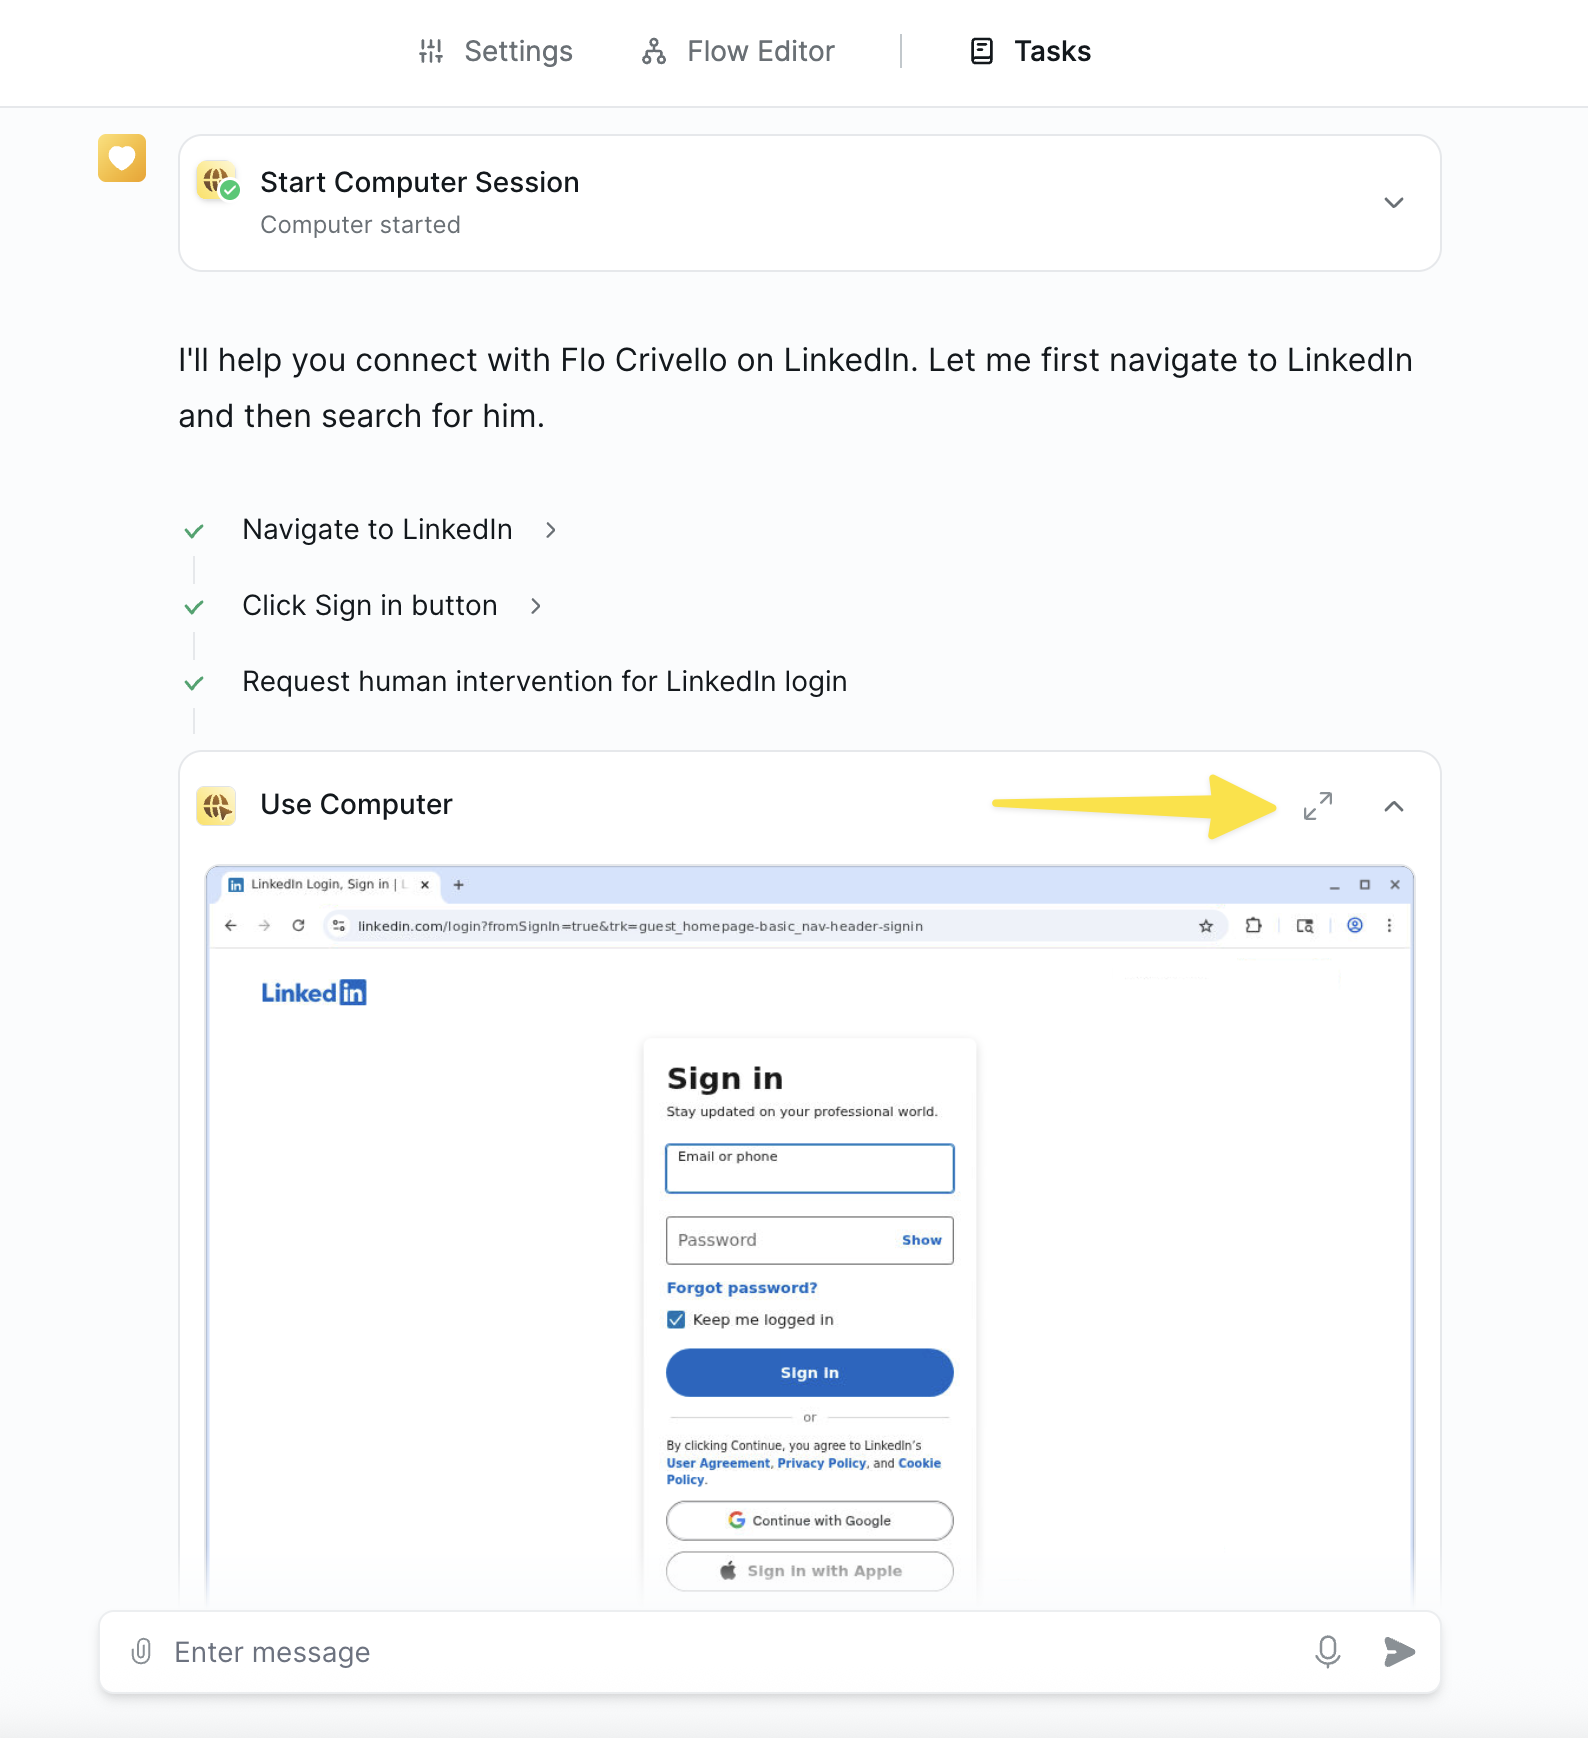 Settings
Flow Editor
Tasks
Start Computer Session
Computer started
I'll help you connect with Flo Crivello on LinkedIn. Let me first navigate to LinkedIn
and then search for him.
Navigate to LinkedIn
Click Sign in button
Request human intervention for LinkedIn login
Use Computer
LinkedIn Login, Sign in | L
linkedin.com/login?fromSignIn=true&trk=guest_homepage-basic_nav-header-signin
LinkedIn
Sign in
Stay updated on your professional world.
Email or phone
Password
Show
Forgot password?
Keep me logged in
Sign in
or
By clicking Continue, you agree to LinkedIn's
User Agreement, Privacy Policy, and Cookie
Policy.
Continue with Google
Sign in with Apple
Enter message